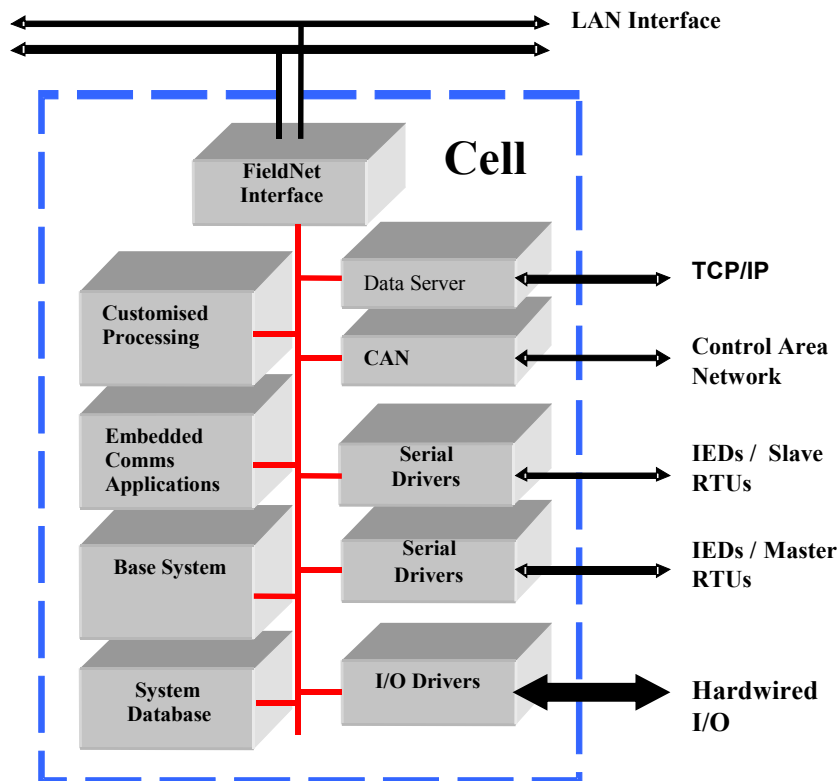 LAN Interface
Cell
FieldNet
Interface
Data Server
TCP/IP
Customised
Processing
CAN
Control Area
Network
Embedded
Comms
Applications
Serial
Drivers
IEDs / Slave
RTUs
Base System
Serial
Drivers
IEDs / Master
RTUs
System
Database
I/O Drivers
Hardwired
I/O